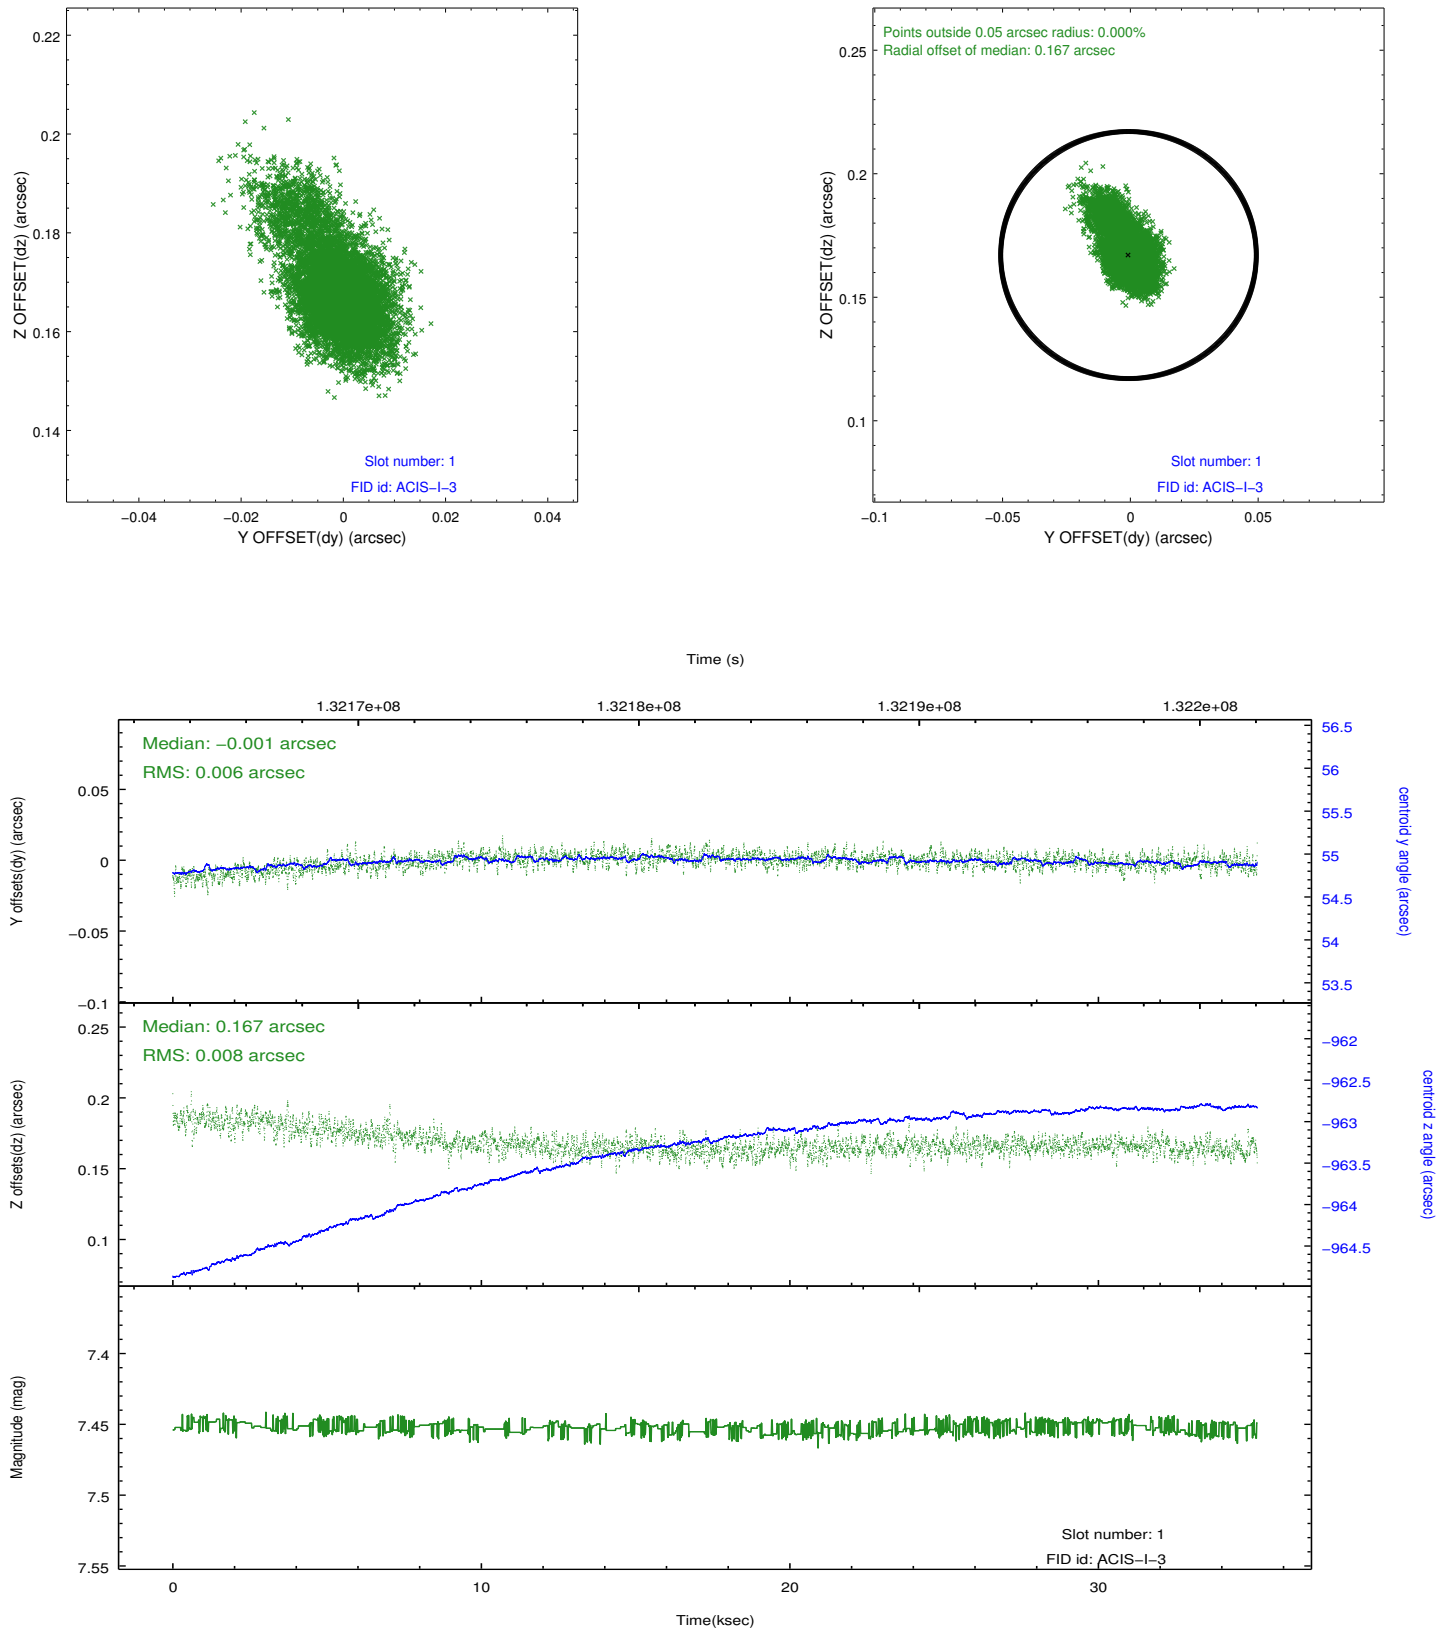 0.22
0.2
0.18
0.16
0.14
Z OFFSET(dz) (arcsec)
Slot number: 1
FID id: ACIS−I−3
−0.04
−0.02
0
0.02
0.04
Y OFFSET(dy) (arcsec)
Points outside 0.05 arcsec radius: 0.000%
Radial offset of median: 0.167 arcsec
0.25
0.2
0.15
0.1
Z OFFSET(dz) (arcsec)
Slot number: 1
FID id: ACIS−I−3
−0.1
−0.05
0
0.05
Y OFFSET(dy) (arcsec)
Time (s)
1.3217e+08
1.3218e+08
1.3219e+08
1.322e+08
Median: −0.001 arcsec
RMS: 0.006 arcsec
0.05
0
−0.05
−0.1
Y offsets(dy) (arcsec)
56.5
56
55.5
55
54.5
54
53.5
centroid y angle (arcsec)
Median: 0.167 arcsec
RMS: 0.008 arcsec
0.25
0.2
0.15
0.1
Z offsets(dz) (arcsec)
−962
−962.5
−963
−963.5
−964
−964.5
centroid z angle (arcsec)
7.4
7.45
7.5
7.55
Magnitude (mag)
Slot number: 1
FID id: ACIS−I−3
0
10
20
30
Time(ksec)